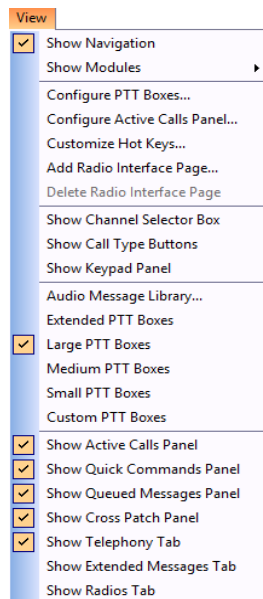 View
Show Navigation
Show Modules
Configure PTT Boxes...
Configure Active Calls Panel...
Customize Hot Keys...
Add Radio Interface Page...
Delete Radio Interface Page
Show Channel Selector Box
Show Call Type Buttons
Show Keypad Panel
Audio Message Library...
Extended PTT Boxes
Large PTT Boxes
Medium PTT Boxes
Small PTT Boxes
Custom PTT Boxes
Show Active Calls Panel
Show Quick Commands Panel
Show Queued Messages Panel
Show Cross Patch Panel
Show Telephony Tab
Show Extended Messages Tab
Show Radios Tab